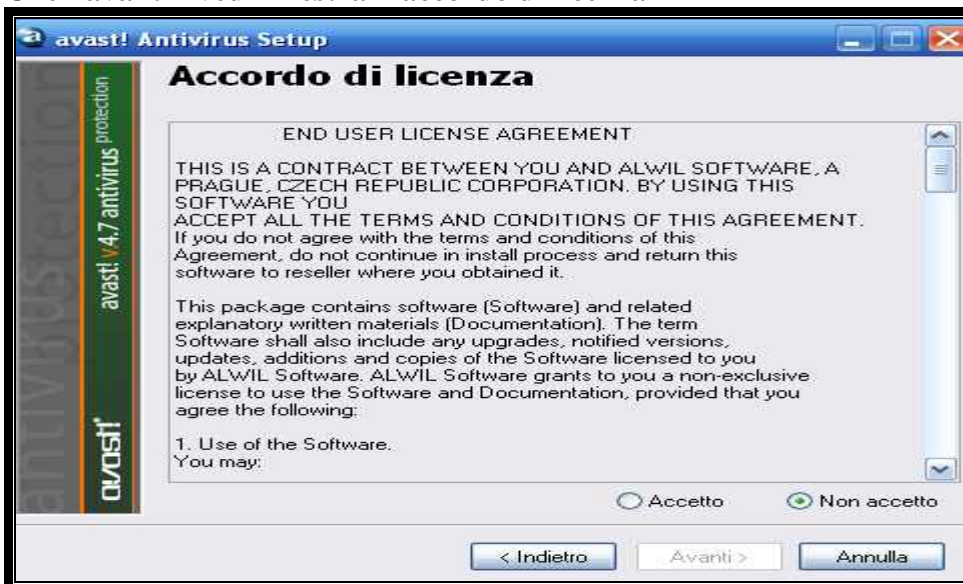 avast! Antivirus Setup
Accordo di licenza
END USER LICENSE AGREEMENT
THIS IS A CONTRACT BETWEEN YOU AND ALWIL SOFTWARE, A
PRAGUE, CZECH REPUBLIC CORPORATION. BY USING THIS
SOFTWARE YOU
ACCEPT ALL THE TERMS AND CONDITIONS OF THIS AGREEMENT.
If you do not agree with the terms and conditions of this
Agreement, do not continue in install process and return this
software to reseller where you obtained it.
This package contains software (Software) and related
explanatory written materials (Documentation). The term
Software shall also include any upgrades, notified versions,
updates, additions and copies of the Software licensed to you
by ALWIL Software. ALWIL Software grants to you a non-exclusive
license to use the Software and Documentation, provided that you
agree the following:
1. Use of the Software.
You may:
Accetto
Non accetto
< Indietro
Avanti >
Annulla
avast! v.4.7 antivirus protection
avast!